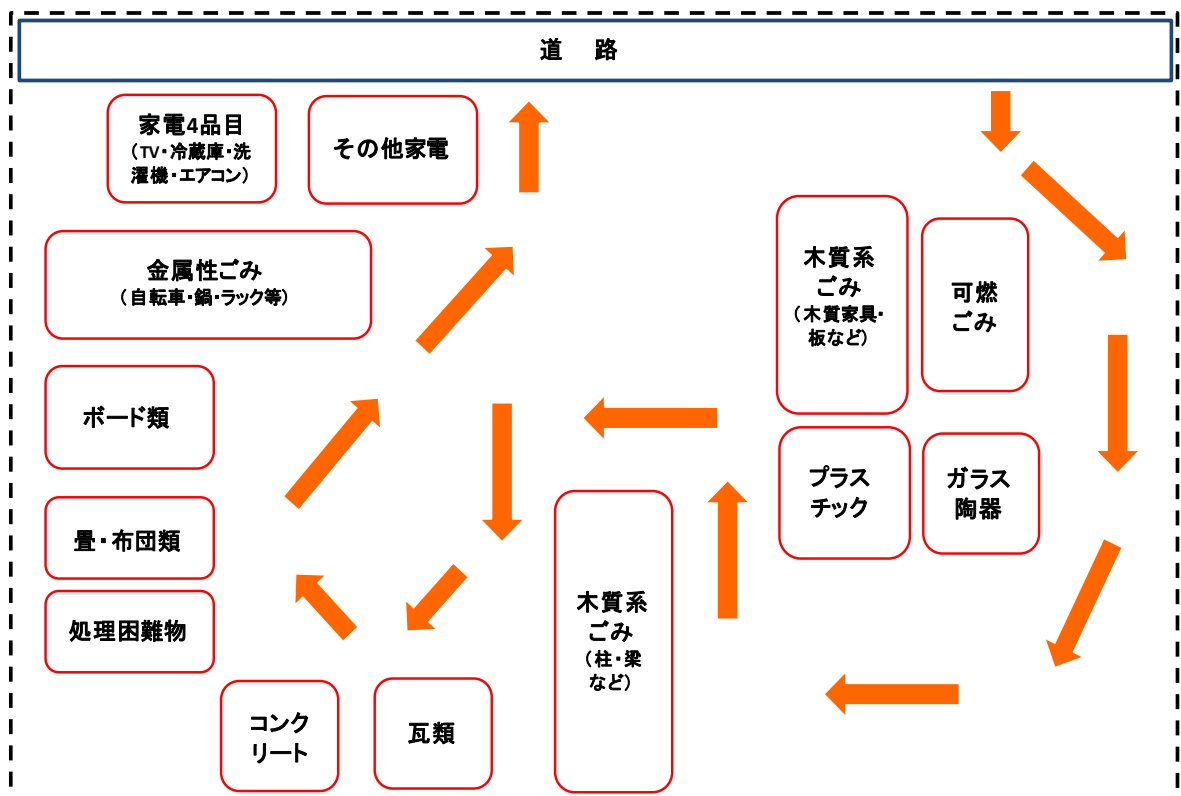 道　路
家電4品目
（TV・冷蔵庫・洗
濯機・エアコン）
その他家電
金属性ごみ
（自転車・鍋・ラック等）
木質系
ごみ
（木質家具・
板など）
可燃
ごみ
ボード類
プラス
チック
ガラス
陶器
畳・布団類
処理困難物
木質系
ごみ
（柱・梁
など）
コンク
リート
瓦類